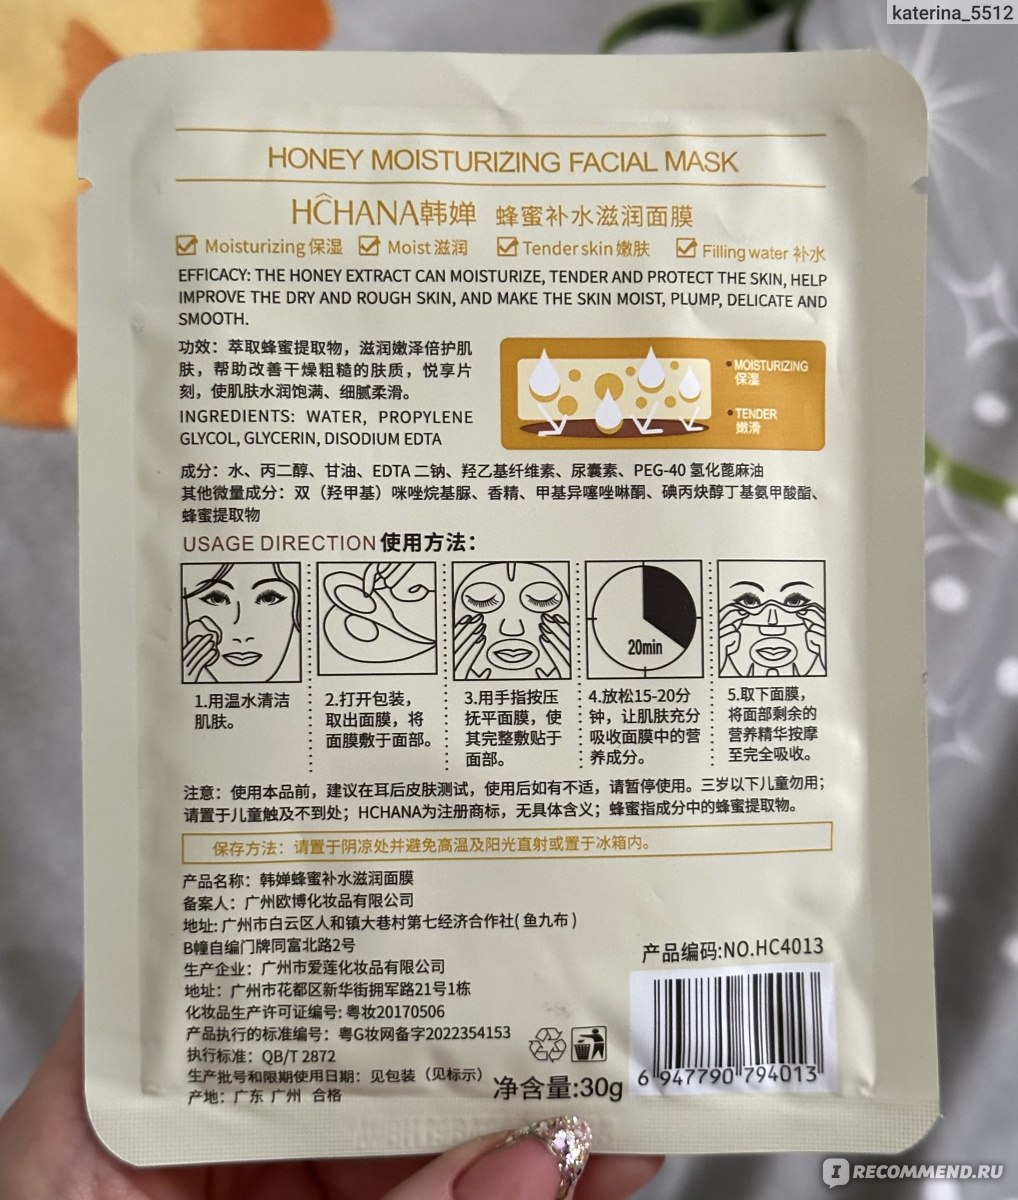 katerina_5512
HONEY MOISTURIZING FACIAL MASK
HĈHANA韩婵 蜂蜜补水滋润面膜
Moisturizing保湿 Moist滋润 Tender skin嫩肤 Filling water 补水
EFFICACY: THE HONEY EXTRACT CAN MOISTURIZE, TENDER AND PROTECT THE SKIN, HELP
IMPROVE THE DRY AND ROUGH SKIN, AND MAKE THE SKIN MOIST, PLUMP, DELICATE AND
SMOOTH.
功效：萃取蜂蜜提取物，滋润嫩泽倍护肌
肤，帮助改善干燥粗糙的肤质，悦享片
刻，使肌肤水润饱满、细腻柔滑。
INGREDIENTS: WATER, PROPYLENE
GLYCOL, GLYCERIN, DISODIUM EDTA
MOISTURIZING
保湿
TENDER
嫩滑
成分：水、丙二醇、甘油、EDTA 二钠、羟乙基纤维素、尿囊素、PEG-40 氢化蓖麻油
其他微量成分：双（羟甲基）咪唑烷基脲、香精、甲基异噻唑啉酮、碘丙炔醇丁基氨甲酸酯、
蜂蜜提取物
USAGE DIRECTION 使用方法：
20min
1.用温水清洁
肌肤。
2.打开包装，
取出面膜，将
面膜敷于面部。
3.用手指按压
抚平面膜，使
其完整敷贴于
面部。
4.放松15-20分
钟，让肌肤充分
吸收面膜中的营
养成分。
5.取下面膜，
将面部剩余的
营养精华按摩
至完全吸收。
注意：使用本品前，建议在耳后皮肤测试，使用后如有不适，请暂停使用。三岁以下儿童勿用；
请置于儿童触及不到处；HCHANA为注册商标，无具体含义；蜂蜜指成分中的蜂蜜提取物。
保存方法：请置于阴凉处并避免高温及阳光直射或置于冰箱内。
产品名称：韩婵蜂蜜补水滋润面膜
备案人：广州欧博化妆品有限公司
地址: 广州市白云区人和镇大巷村第七经济合作社( 鱼九布 )
B幢自编门牌同富北路2号
生产企业：广州市爱莲化妆品有限公司
地址：广州市花都区新华街拥军路21号1栋
化妆品生产许可证编号: 粤妆20170506
产品执行的标准编号：粤G妆网备字2022354153
执行标准：QB/T 2872
生产批号和限期使用日期：见包装（见标示）
产地：广东 广州 合格
净含量:30g
产品编码:NO.HC4013
6 947790 794013
IRECOMMEND.RU